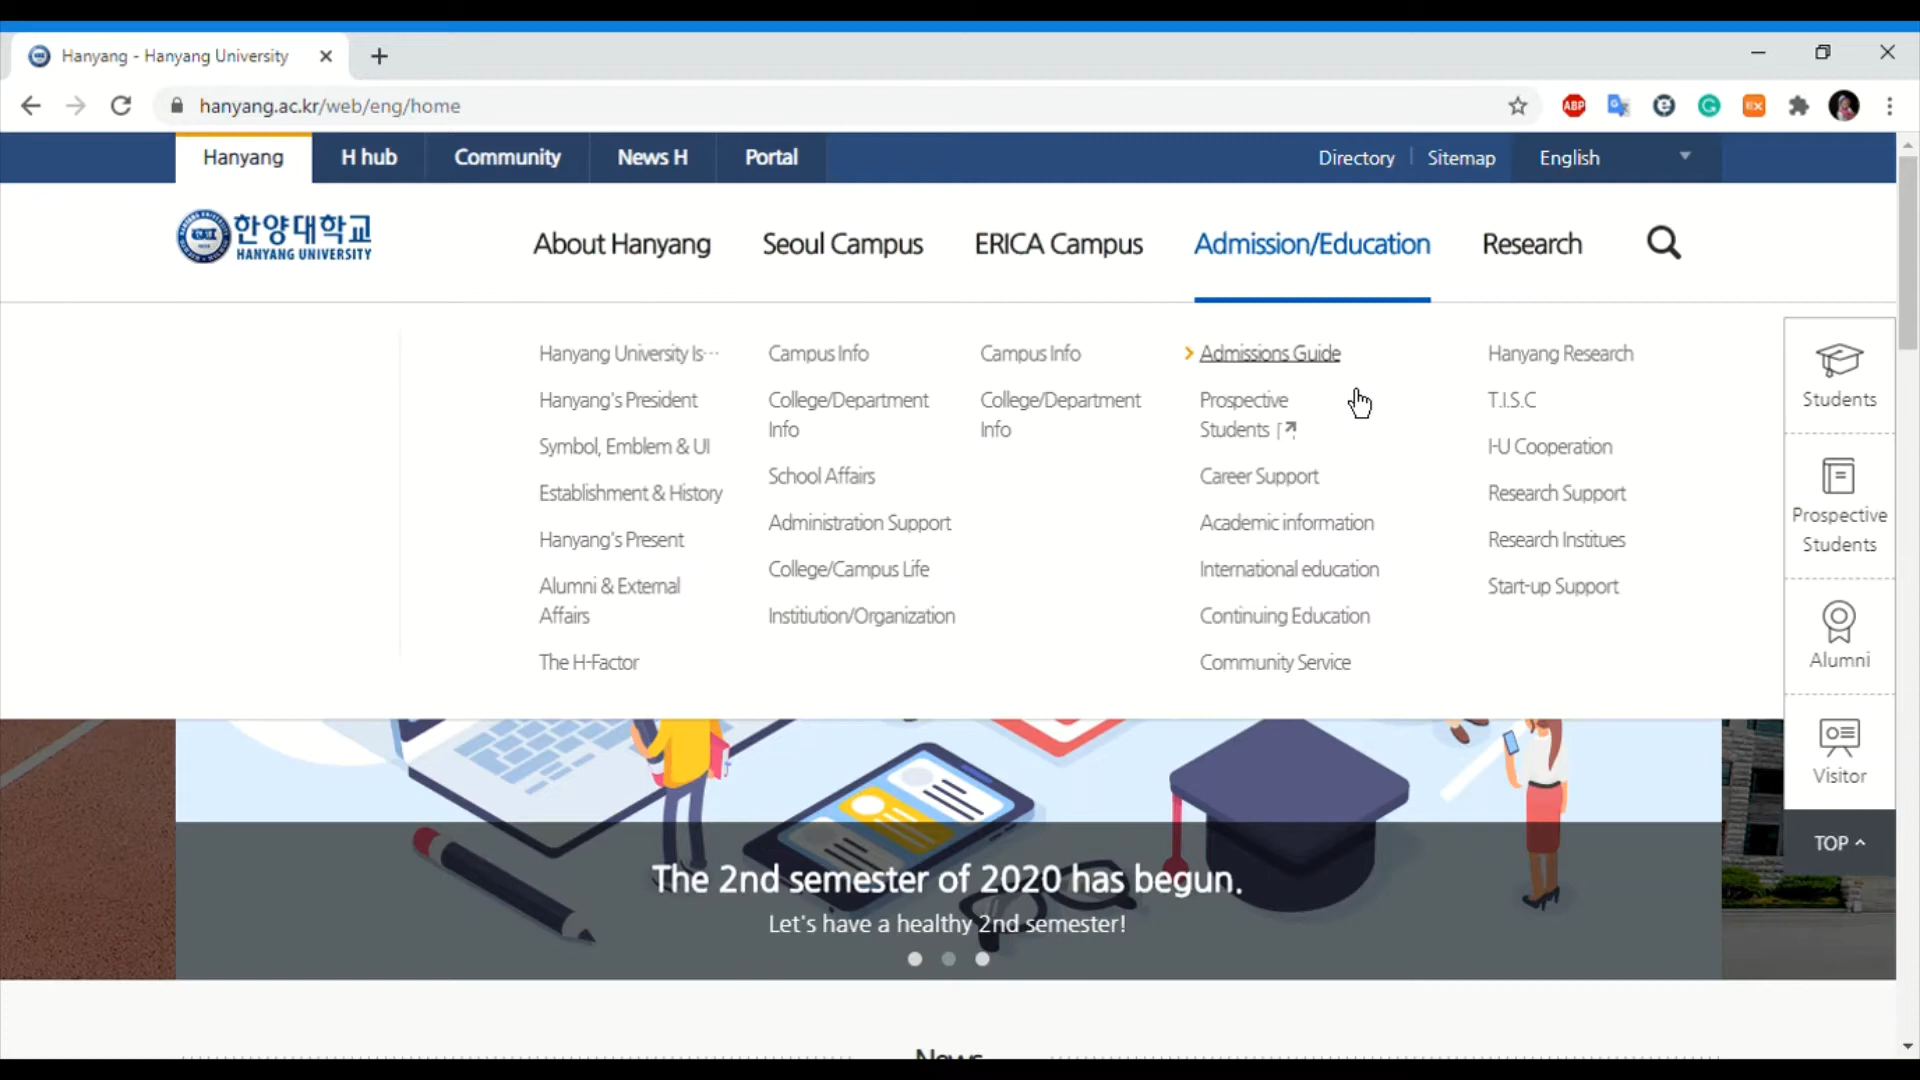 Hanyang - Hanyang University
hanyang.ac.kr/web/eng/home
ABP
EX
Hanyang
H hub
Community
News H
Portal
Directory
Sitemap
English
한양대학교
HANYANG UNIVERSITY
About Hanyang
Seoul Campus
ERICA Campus
Admission/Education
Research
Hanyang University Is…
Hanyang's President
Symbol, Emblem & UI
Establishment & History
Hanyang's Present
Alumni & External
Affairs
The H-Factor
Campus Info
College/Department
Info
School Affairs
Administration Support
College/Campus Life
Institiution/Organization
Campus Info
College/Department
Info
Admissions Guide
Prospective
Students
Career Support
Academic information
International education
Continuing Education
Community Service
Hanyang Research
T.I.S.C
I-U Cooperation
Research Support
Research Institues
Start-up Support
Students
Prospective
Students
Alumni
Visitor
TOP
The 2nd semester of 2020 has begun.
Let's have a healthy 2nd semester!
News